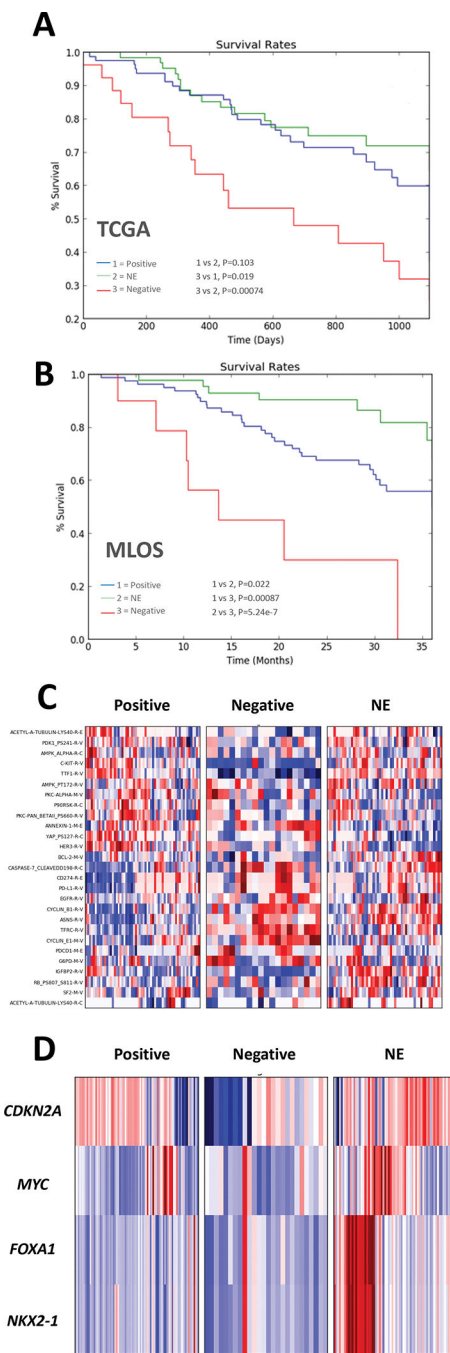 A
Survival Rates
1.0
0.9
0.8
0.7
0.6
0.5
0.4
0.3
0.2
% Survival
TCGA
1 = Positive
2 = NE
3 = Negative
1 vs 2, P=0.103
3 vs 1, P=0.019
3 vs 2, P=0.00074
0 200 400 600 800 1000
Time (Days)
B
Survival Rates
1.0
0.8
0.6
0.4
0.2
0.0
% Survival
MLOS
1 = Positive
2 = NE
3 = Negative
1 vs 2, P=0.022
1 vs 3, P=0.00087
2 vs 3, P=5.24e-7
0 5 10 15 20 25 30 35
Time (Months)
C
Positive Negative NE
ACETYL-A-TUBULIN-LYS40-R-E
PDK1_PS241-R-V
AMPK_ALPHA-R-C
C-KIT-R-V
TTF1-R-V
AMPK_PT172-R-V
PKC-ALPHA-M-V
P90RSK-R-C
PKC-PAN_BETAII_PS660-R-V
ANNEXIN-1-M-E
YAP_PS127-R-C
HER3-R-V
BCL-2-M-V
CASPASE-7_CLEAVEDD198-R-C
CD274-R-E
PD-L1-R-V
EGFR-R-V
CYCLIN_B1-R-V
ASNS-R-V
TFRC-R-V
CYCLIN_E1-M-V
PDCD1-M-E
G6PD-M-V
IGFBP2-R-V
RB_PS807_S811-R-V
SF2-M-V
ACETYL-A-TUBULIN-LYS40-R-C
D
Positive Negative NE
CDKN2A
MYC
FOXA1
NKX2-1